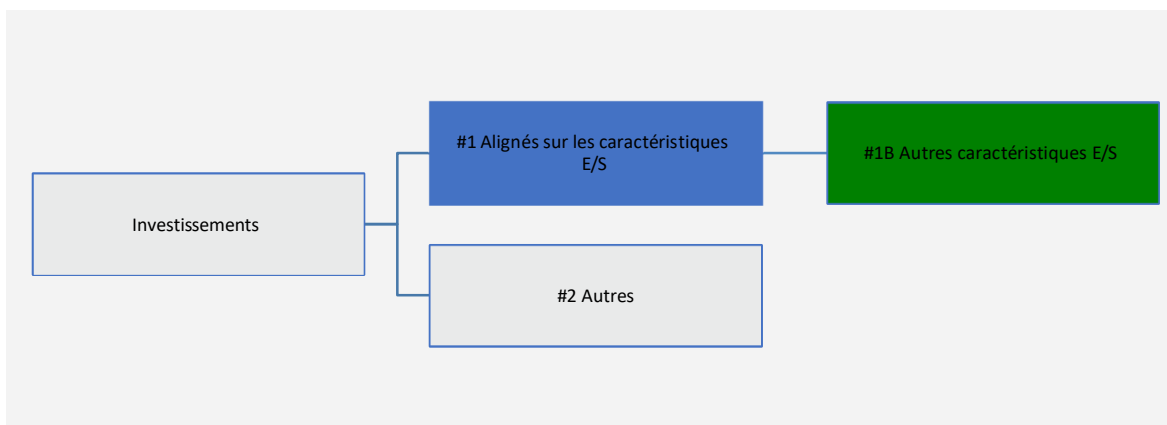 #1 Alignés sur les caractéristiques
E/S
#1B Autres caractéristiques E/S
Investissements
#2 Autres